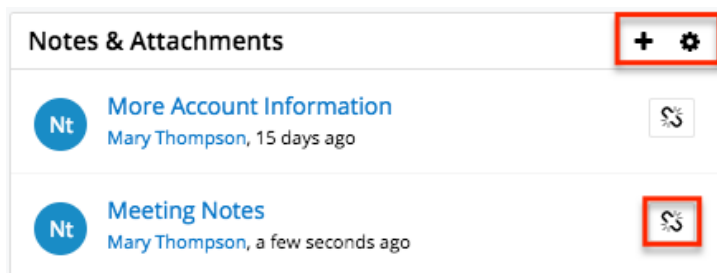 Notes & Attachments
Nt
More Account Information
Mary Thompson, 15 days ago
Nt
Meeting Notes
Mary Thompson, a few seconds ago